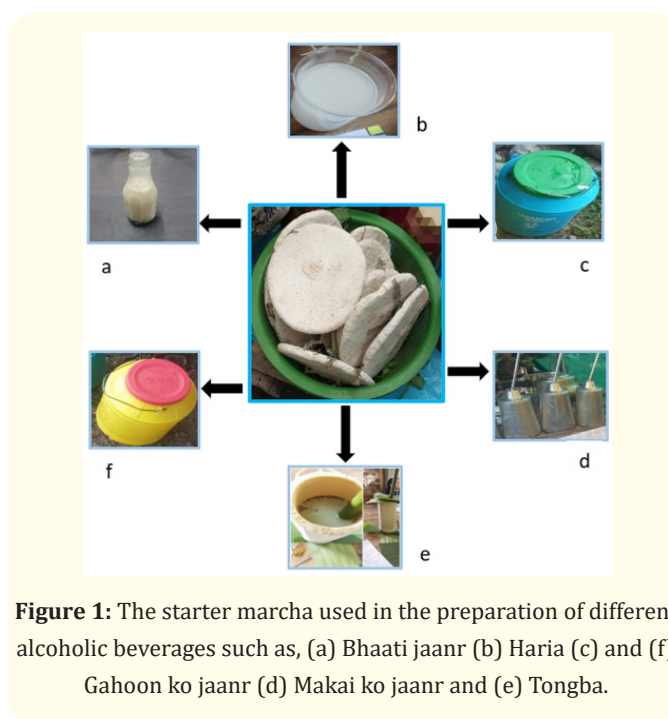 b
a
c
f
d
e
Figure 1: The starter marcha used in the preparation of different
alcoholic beverages such as, (a) Bhaati jaanr (b) Haria (c) and (f)
Gahoon ko jaanr (d) Makai ko jaanr and (e) Tongba.